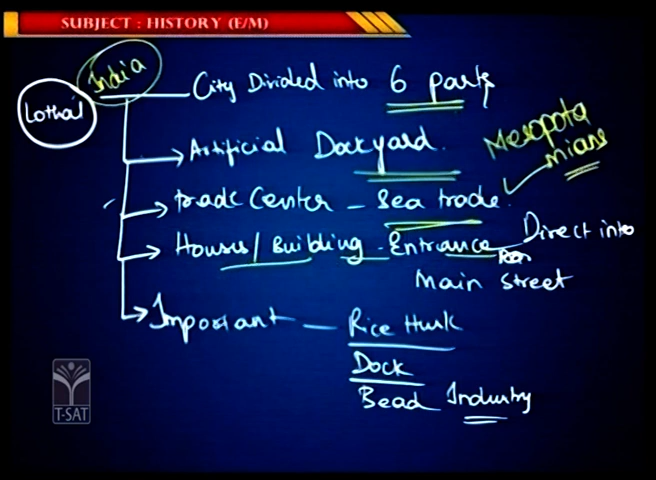 SUBJECT : HISTORY (E/M)
India
Lothal
City Divided into 6 parts
Artificial Dockyard.
Mesopota
mians
trade Center - Sea trade.
Houses/Building - Entrance Direct into
Main Street
Important - Rice Husk
Dock
Bead Industry
T-SAT